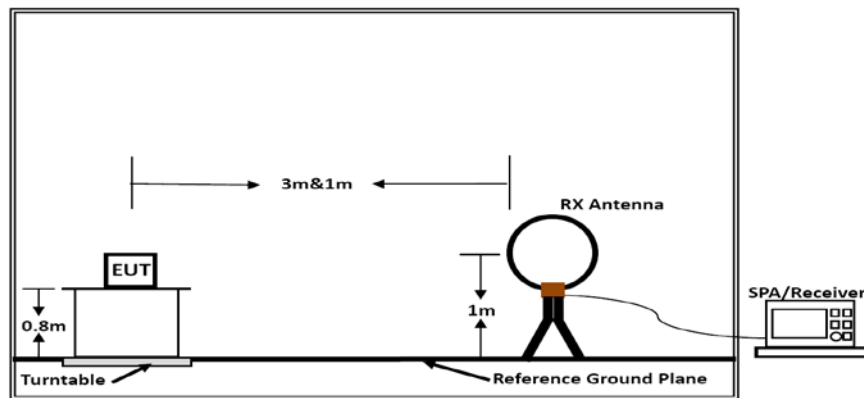 3m&1m
RX Antenna
EUT
SPA/Receiver
0.8m
1m
Turntable
Reference Ground Plane